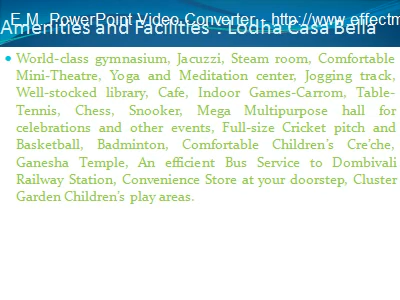 E.M. PowerPoint Video Converter - http://www.effectm
Amenities and Facilities - Lodha Casa Bella
World-class gymnasium, Jacuzzi, Steam room, Comfortable
Mini-Theatre, Yoga and Meditation center, Jogging track,
Well-stocked library, Cafe, Indoor Games-Carrom, Table-
Tennis, Chess, Snooker, Mega Multipurpose hall for
celebrations and other events, Full-size Cricket pitch and
Basketball, Badminton, Comfortable Children's Cre'che,
Ganesha Temple, An efficient Bus Service to Dombivali
Railway Station, Convenience Store at your doorstep, Cluster
Garden Children's play areas.